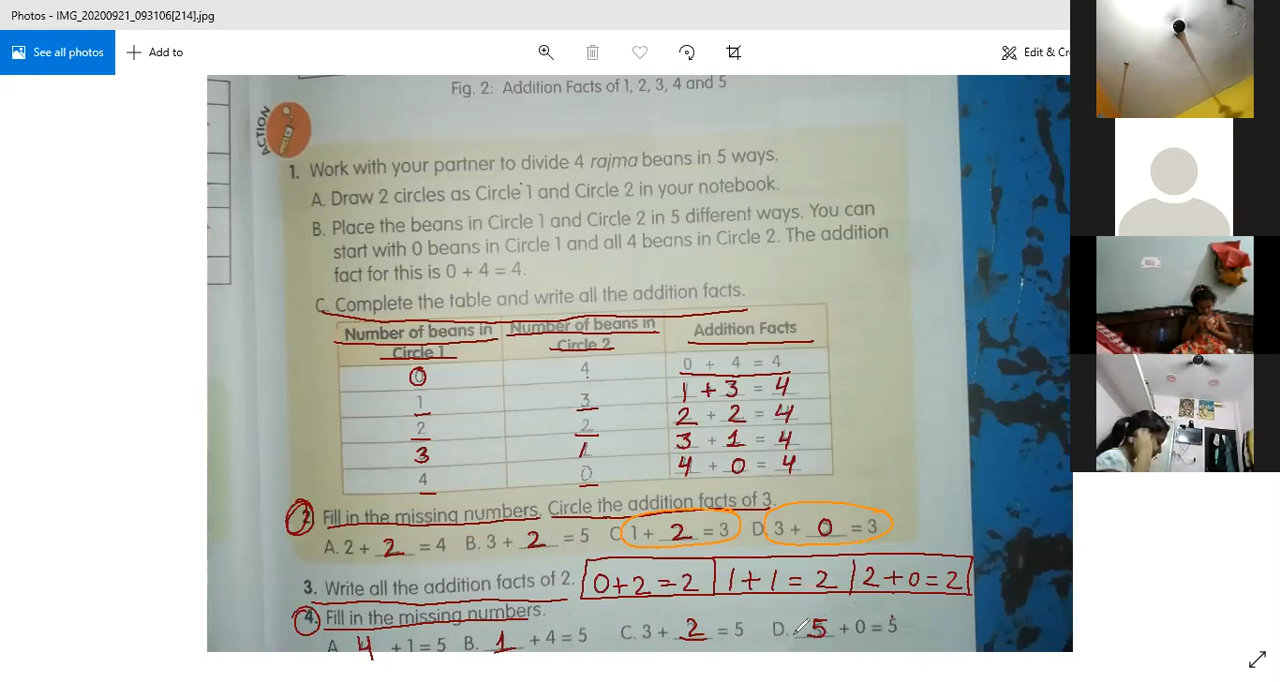 Photos - IMG_20200921_093106[214].jpg
See all photos
Add to
Edit & Cr
Fig. 2: Addition Facts of 1, 2, 3, 4 and 5
ACTION
1. Work with your partner to divide 4 rajma beans in 5 ways.
A. Draw 2 circles as Circle 1 and Circle 2 in your notebook.
B. Place the beans in Circle 1 and Circle 2 in 5 different ways. You can
start with 0 beans in Circle 1 and all 4 beans in Circle 2. The addition
fact for this is 0 + 4 = 4.
C. Complete the table and write all the addition facts.
Number of beans in Circle 1 Number of beans in Circle 2 Addition Facts
0 4 0 + 4 = 4
1 3 1 + 3 = 4
2 2 2 + 2 = 4
3 1 3 + 1 = 4
4 0 4 + 0 = 4
2. Fill in the missing numbers. Circle the addition facts of 3.
A. 2 + 2 = 4 B. 3 + 2 = 5 C. 1 + 2 = 3 D. 3 + 0 = 3
3. Write all the addition facts of 2. 0+2=2 1+1=2 2+0=2
4. Fill in the missing numbers.
A. 4 + 1 = 5 B. 1 + 4 = 5 C. 3 + 2 = 5 D. 5 + 0 = 5